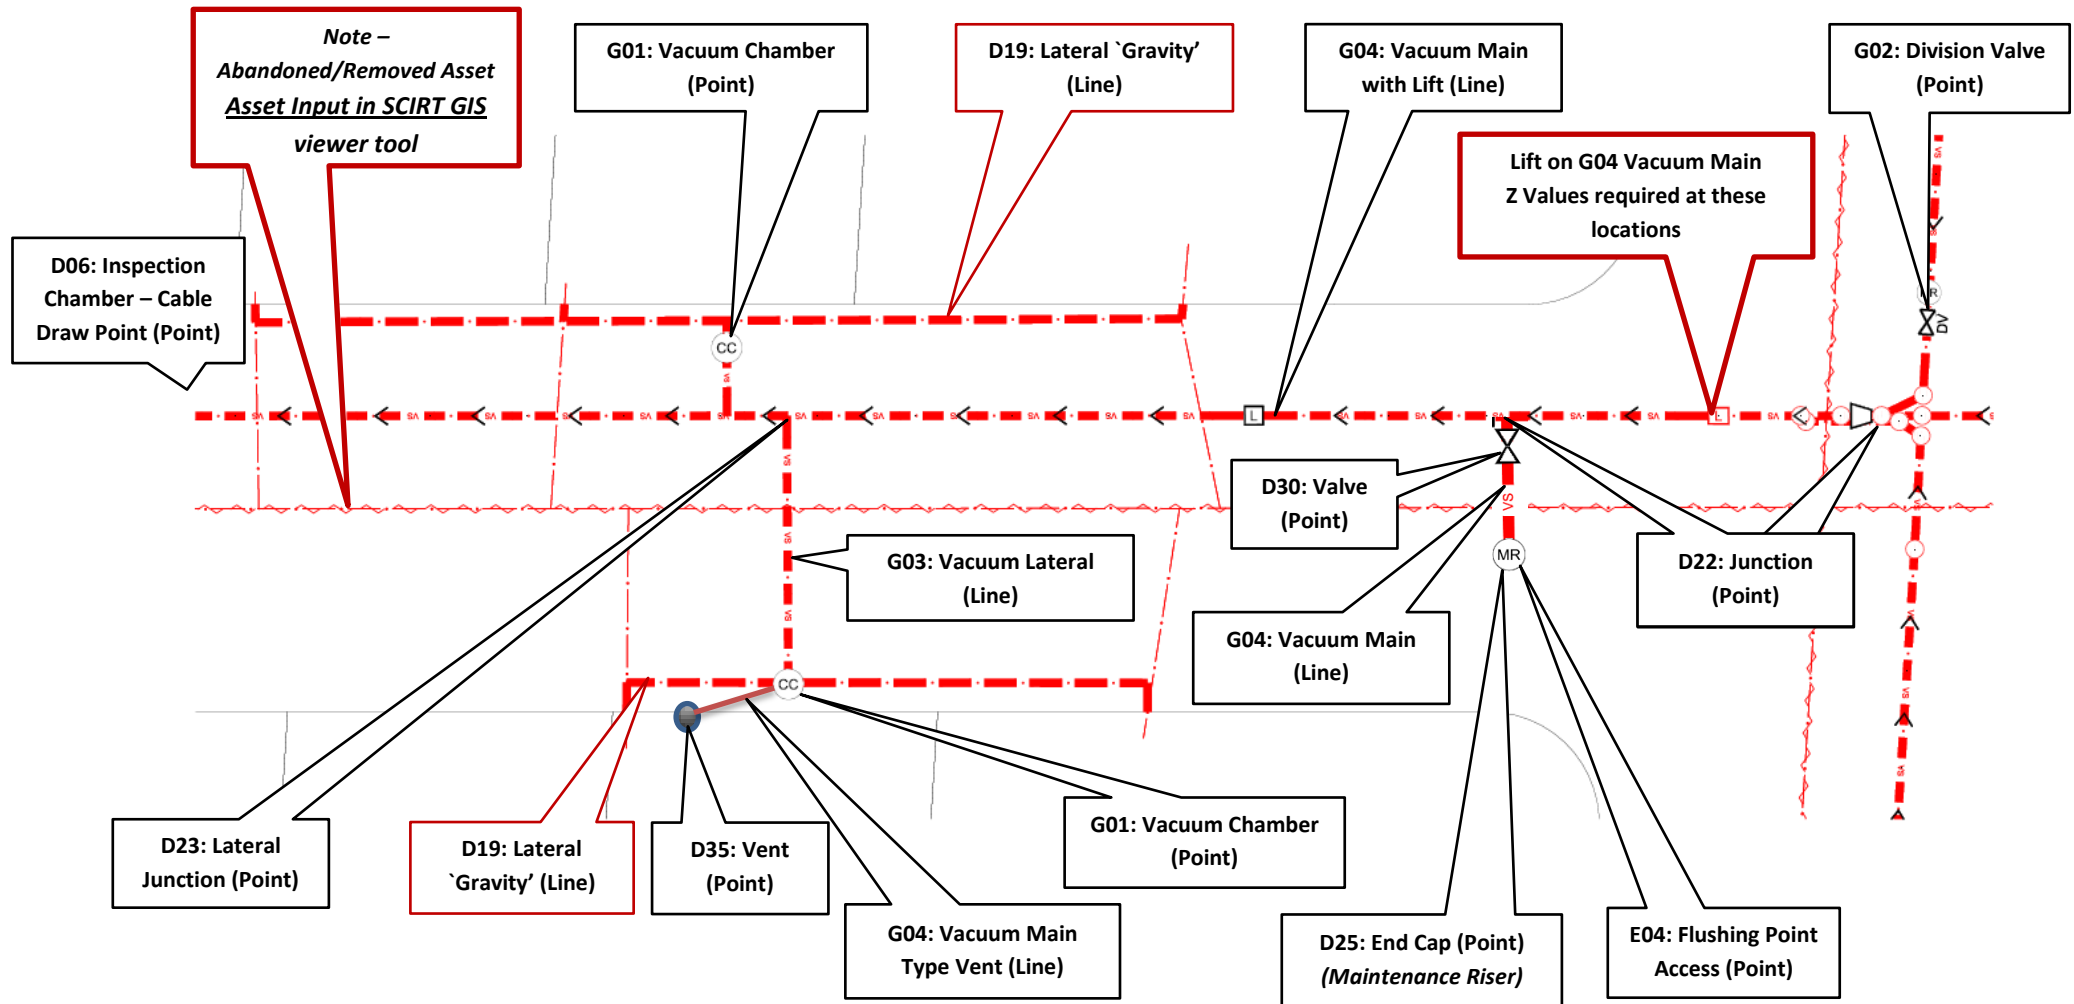 Note –
Abandoned/Removed Asset
Asset Input in SCIRT GIS
viewer tool
G01: Vacuum Chamber
(Point)
D19: Lateral `Gravity’
(Line)
G04: Vacuum Main
with Lift (Line)
G02: Division Valve
(Point)
Lift on G04 Vacuum Main
Z Values required at these
locations
D06: Inspection
Chamber – Cable
Draw Point (Point)
CC
DV
L
VS
MR
CC
D30: Valve
(Point)
D22: Junction
(Point)
G03: Vacuum Lateral
(Line)
G04: Vacuum Main
(Line)
D23: Lateral
Junction (Point)
D19: Lateral
`Gravity’ (Line)
D35: Vent
(Point)
G01: Vacuum Chamber
(Point)
G04: Vacuum Main
Type Vent (Line)
D25: End Cap (Point)
(Maintenance Riser)
E04: Flushing Point
Access (Point)